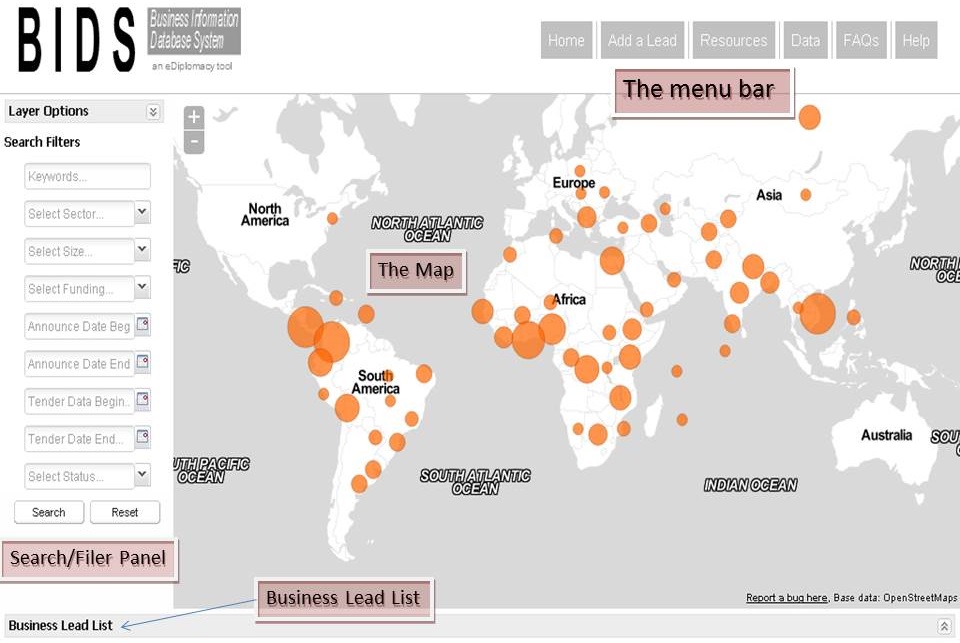 BIDS
Business Information
Database System
an eDiplomacy tool
Home
Add a Lead
Resources
Data
FAQs
Help
The menu bar
Layer Options
Search Filters
Keywords...
Select Sector...
Select Size...
Select Funding...
Announce Date Beg
Announce Date End
Tender Data Begin..
Tender Date End...
Select Status...
Search
Reset
Search/Filer Panel
+
-
North
America
NORTH ATLANTIC
OCEAN
Europe
Asia
IC
The Map
NORTH
OCE
Africa
South
America
UTH PACIFIC
OCEAN
SOUTH ATLANTIC
OCEAN
INDIAN OCEAN
Australia
SOU
Business Lead List
Report a bug here, Base data: OpenStreetMaps
Business Lead List